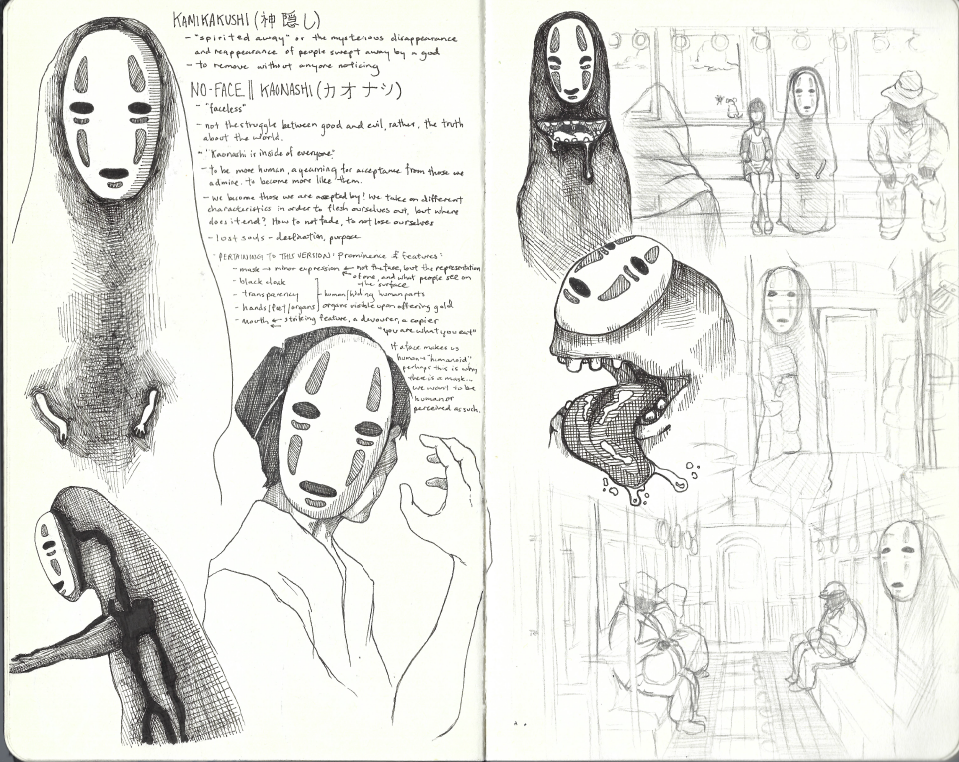 KAMIKAKUSHI (神隠し)
- "spirited away" or the mysterious disappearance
and reappearance of people swept away by a god
- to remove without anyone noticing
NO-FACE || KAONASHI (カオナシ)
- "faceless"
- not the struggle between good and evil, rather, the truth
about the world.
- "Kaonashi is inside of everyone"
- to be more human, a yearning for acceptance from those we
admire. to become more like them.
- we become those we are accepted by! We take on different
characteristics in order to flesh ourselves out, but where
does it end? How to not fade, to not lose ourselves
- lost souls - destination, purpose
PERTAINING TO THIS VERSION: Prominence of features:
- mask → minor expression ← not the face, but the representation
of one, and what people see on
the surface
- black cloak
- transparency
- hands/feet/organs
human/hiding human parts
organs visible upon offering gold
- mouth ← striking feature, a devourer, a copier
"you are what you eat"
If a face makes us
human → "humanoid"
perhaps this is why
there is a mask...
we want to be
human or
perceived as such.